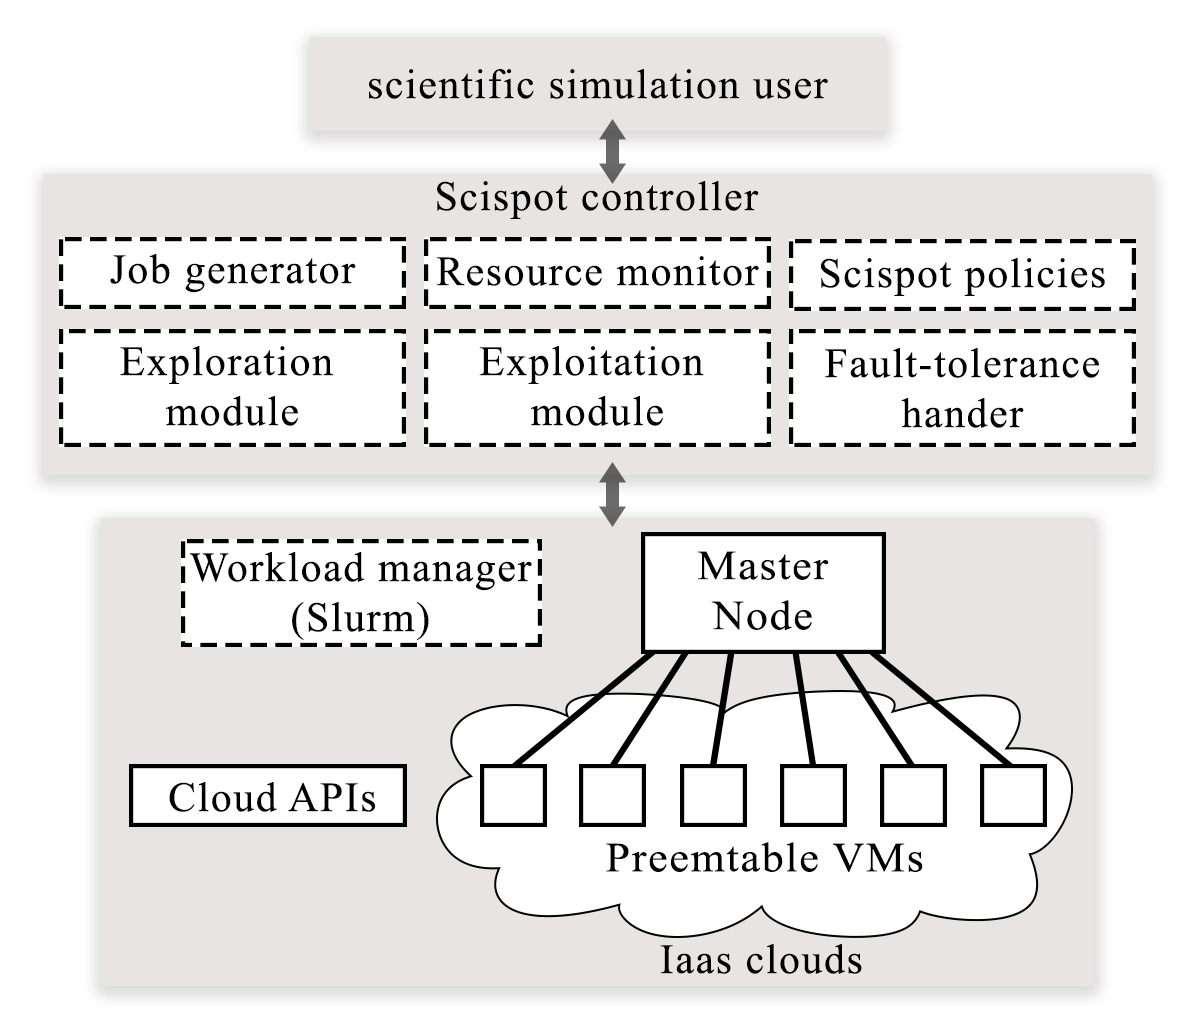 scientific simulation user
Scispot controller
Job generator
Resource monitor
Scispot policies
Exploration
module
Exploitation
module
Fault-tolerance
hander
Workload manager
(Slurm)
Master
Node
Cloud APIs
Preemtable VMs
Iaas clouds